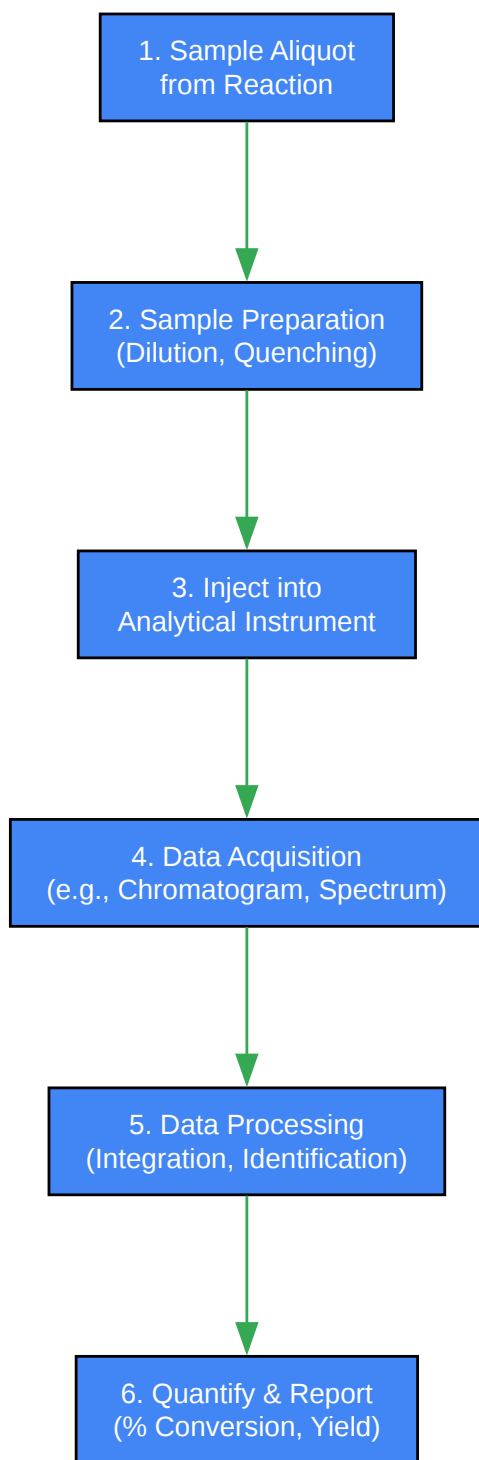 1. Sample Aliquot
from Reaction
2. Sample Preparation
(Dilution, Quenching)
3. Inject into
Analytical Instrument
4. Data Acquisition
(e.g., Chromatogram, Spectrum)
5. Data Processing
(Integration, Identification)
6. Quantify & Report
(% Conversion, Yield)